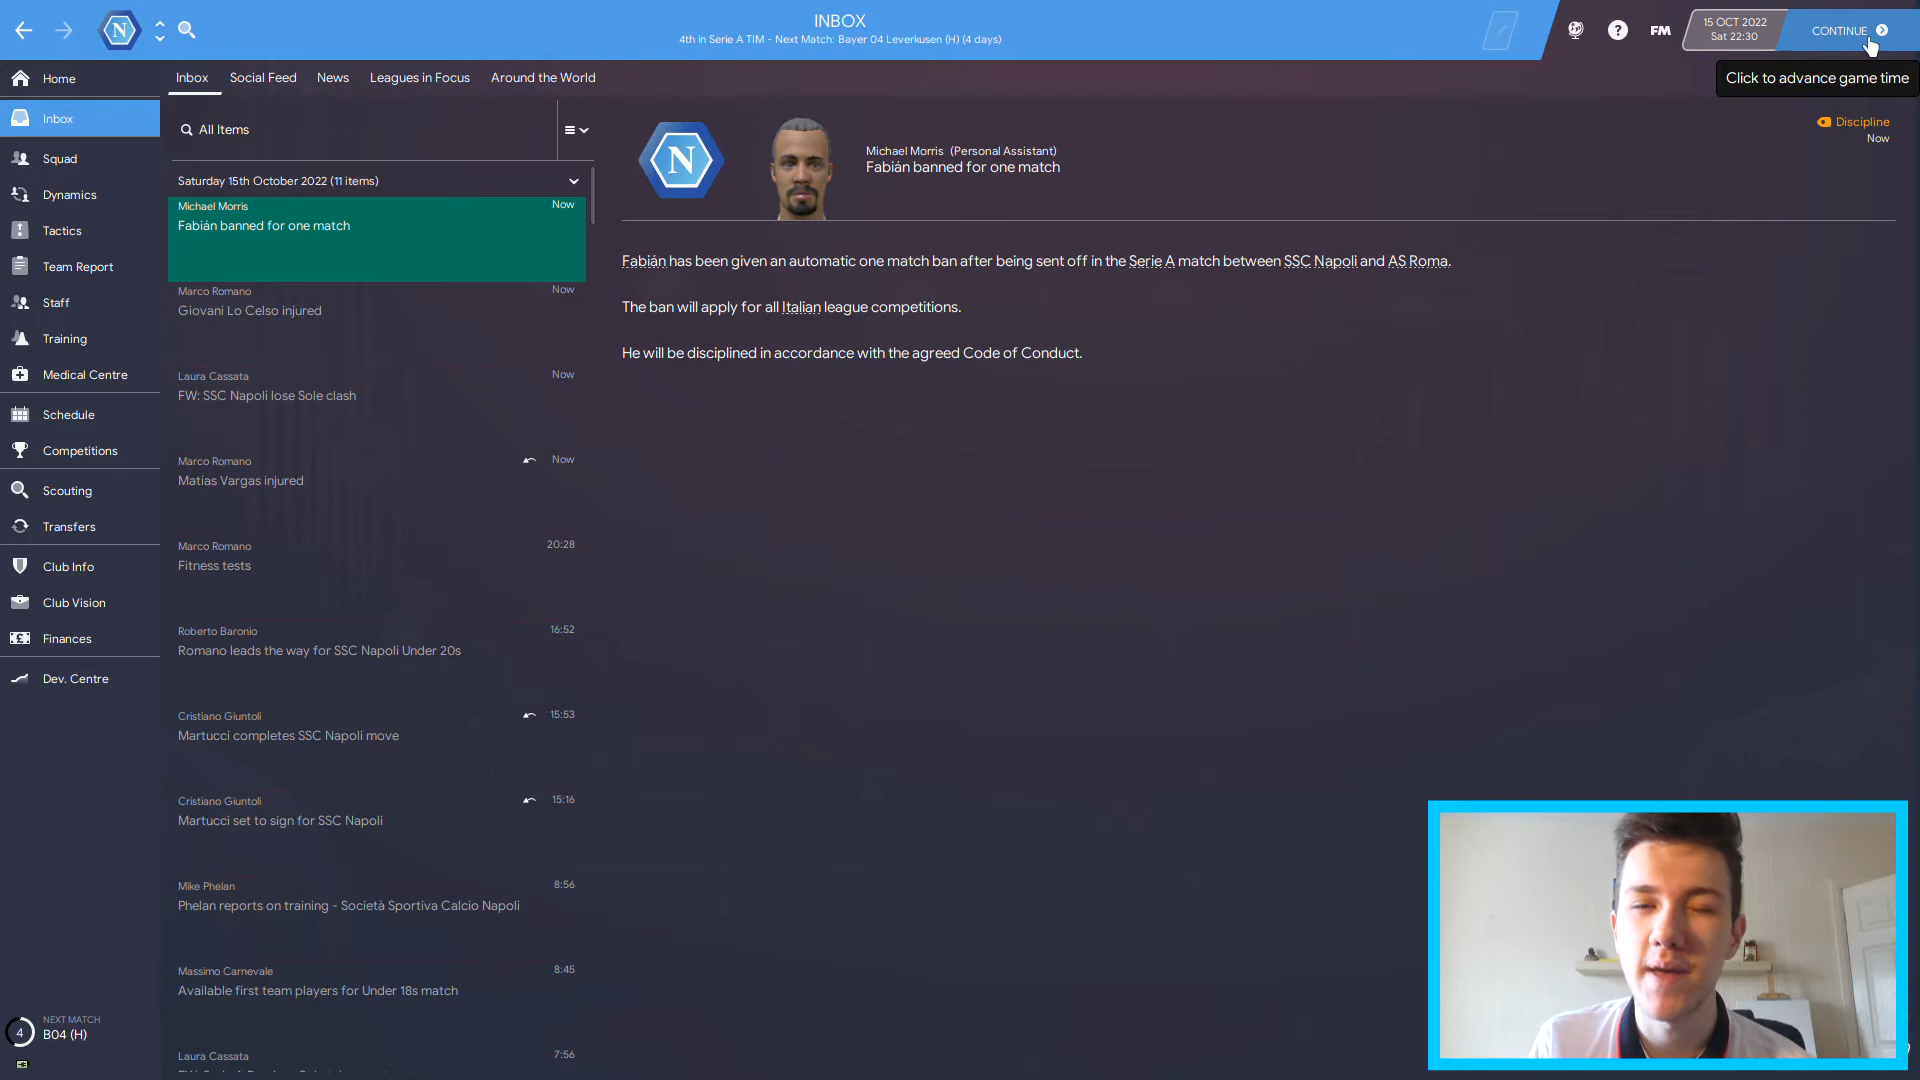 INBOX
4th in Serie A TIM - Next Match: Bayer 04 Leverkusen (H) (4 days)
N
?
FM
15 OCT 2022
Sat 22:30
CONTINUE
Click to advance game time
Home
Inbox
Squad
Dynamics
Tactics
Team Report
Staff
Training
Medical Centre
Schedule
Competitions
Scouting
Transfers
Club Info
Club Vision
Finances
Dev. Centre
4
NEXT MATCH
B04 (H)
Inbox Social Feed News Leagues in Focus Around the World
All Items
Saturday 15th October 2022 (11 items)
Michael Morris Now
Fabián banned for one match
Marco Romano Now
Giovani Lo Celso injured
Laura Cassata Now
FW: SSC Napoli lose Sole clash
Marco Romano Now
Matias Vargas injured
Marco Romano 20:28
Fitness tests
Roberto Baronio 16:52
Romano leads the way for SSC Napoli Under 20s
Cristiano Giuntoli 15:53
Martucci completes SSC Napoli move
Cristiano Giuntoli 15:16
Martucci set to sign for SSC Napoli
Mike Phelan 8:56
Phelan reports on training - Società Sportiva Calcio Napoli
Massimo Carnevale 8:45
Available first team players for Under 18s match
Laura Cassata 7:56
N
Michael Morris (Personal Assistant)
Fabián banned for one match
Discipline
Now
Fabián has been given an automatic one match ban after being sent off in the Serie A match between SSC Napoli and AS Roma.
The ban will apply for all Italian league competitions.
He will be disciplined in accordance with the agreed Code of Conduct.